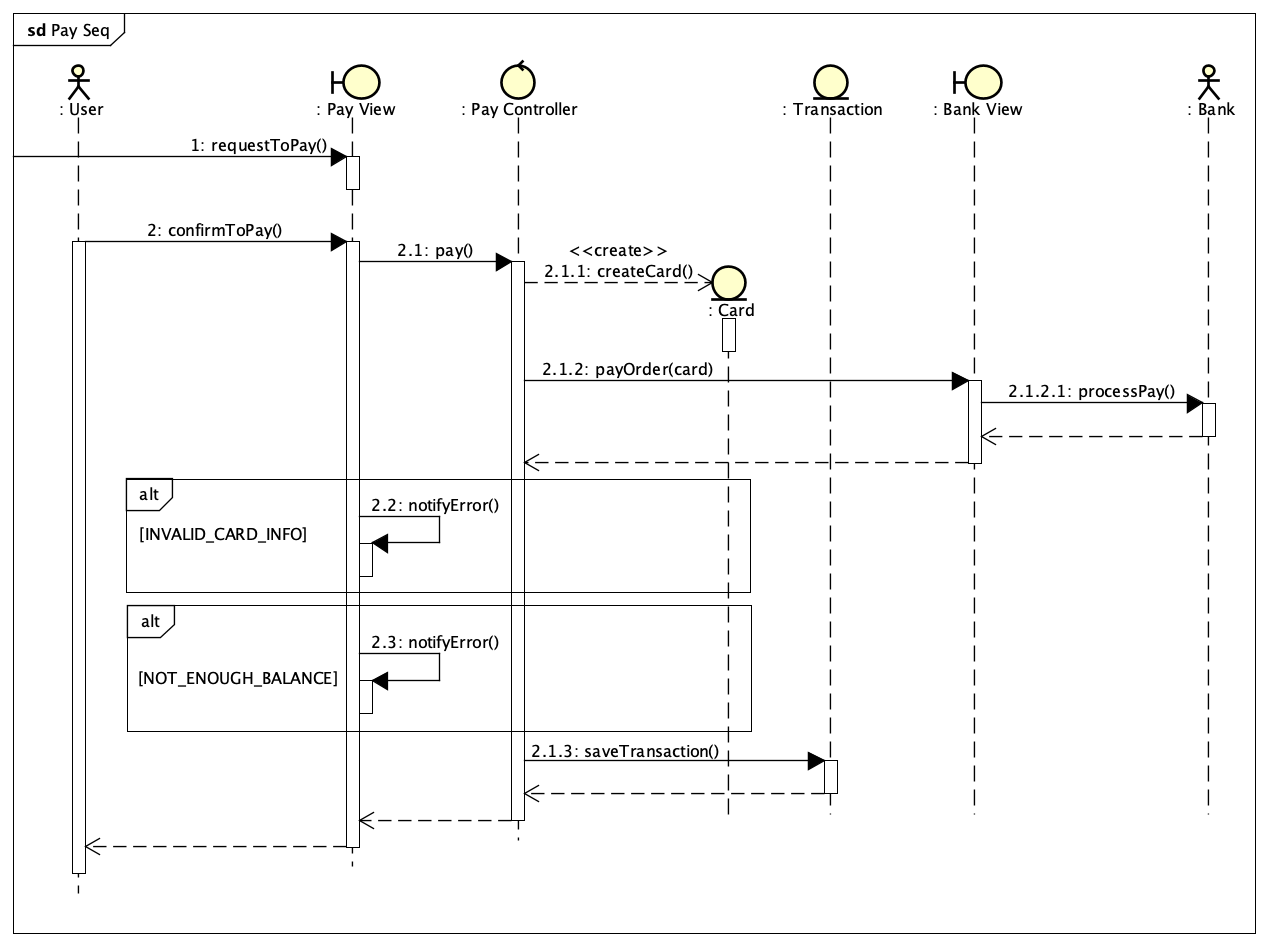 sd Pay Seq
: User
: Pay View
: Pay Controller
: Transaction
: Bank View
: Bank
1: requestToPay()
2: confirmToPay()
2.1: pay()
<<create>>
2.1.1: createCard()
: Card
2.1.2: payOrder(card)
2.1.2.1: processPay()
alt
2.2: notifyError()
[INVALID_CARD_INFO]
alt
2.3: notifyError()
[NOT_ENOUGH_BALANCE]
2.1.3: saveTransaction()